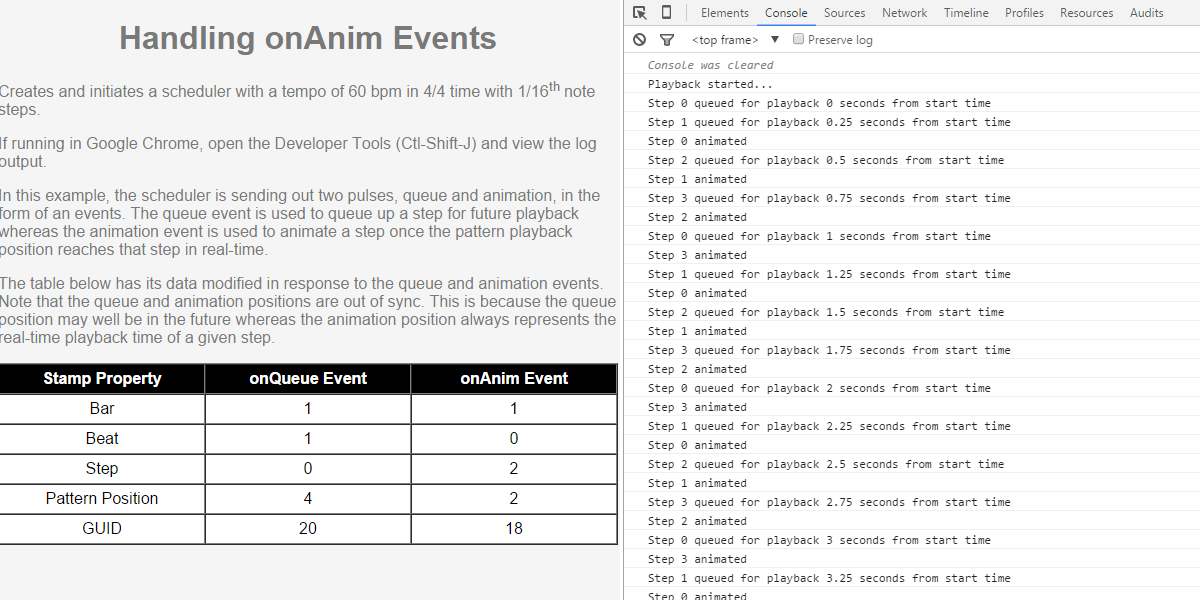 Handling onAnim Events
Creates and initiates a scheduler with a tempo of 60 bpm in 4/4 time with 1/16th note
steps.
If running in Google Chrome, open the Developer Tools (Ctl-Shift-J) and view the log
output.
In this example, the scheduler is sending out two pulses, queue and animation, in the
form of an events. The queue event is used to queue up a step for future playback
whereas the animation event is used to animate a step once the pattern playback
position reaches that step in real-time.
The table below has its data modified in response to the queue and animation events.
Note that the queue and animation positions are out of sync. This is because the queue
position may well be in the future whereas the animation position always represents the
real-time playback time of a given step.
Stamp Property onQueue Event onAnim Event
Bar 1 1
Beat 1 0
Step 0 2
Pattern Position 4 2
GUID 20 18
Elements Console Sources Network Timeline Profiles Resources Audits
<top frame> ▼ Preserve log
Console was cleared
Playback started...
Step 0 queued for playback 0 seconds from start time
Step 1 queued for playback 0.25 seconds from start time
Step 0 animated
Step 2 queued for playback 0.5 seconds from start time
Step 1 animated
Step 3 queued for playback 0.75 seconds from start time
Step 2 animated
Step 0 queued for playback 1 seconds from start time
Step 3 animated
Step 1 queued for playback 1.25 seconds from start time
Step 0 animated
Step 2 queued for playback 1.5 seconds from start time
Step 1 animated
Step 3 queued for playback 1.75 seconds from start time
Step 2 animated
Step 0 queued for playback 2 seconds from start time
Step 3 animated
Step 1 queued for playback 2.25 seconds from start time
Step 0 animated
Step 2 queued for playback 2.5 seconds from start time
Step 1 animated
Step 3 queued for playback 2.75 seconds from start time
Step 2 animated
Step 0 queued for playback 3 seconds from start time
Step 3 animated
Step 1 queued for playback 3.25 seconds from start time
Step 0 animated